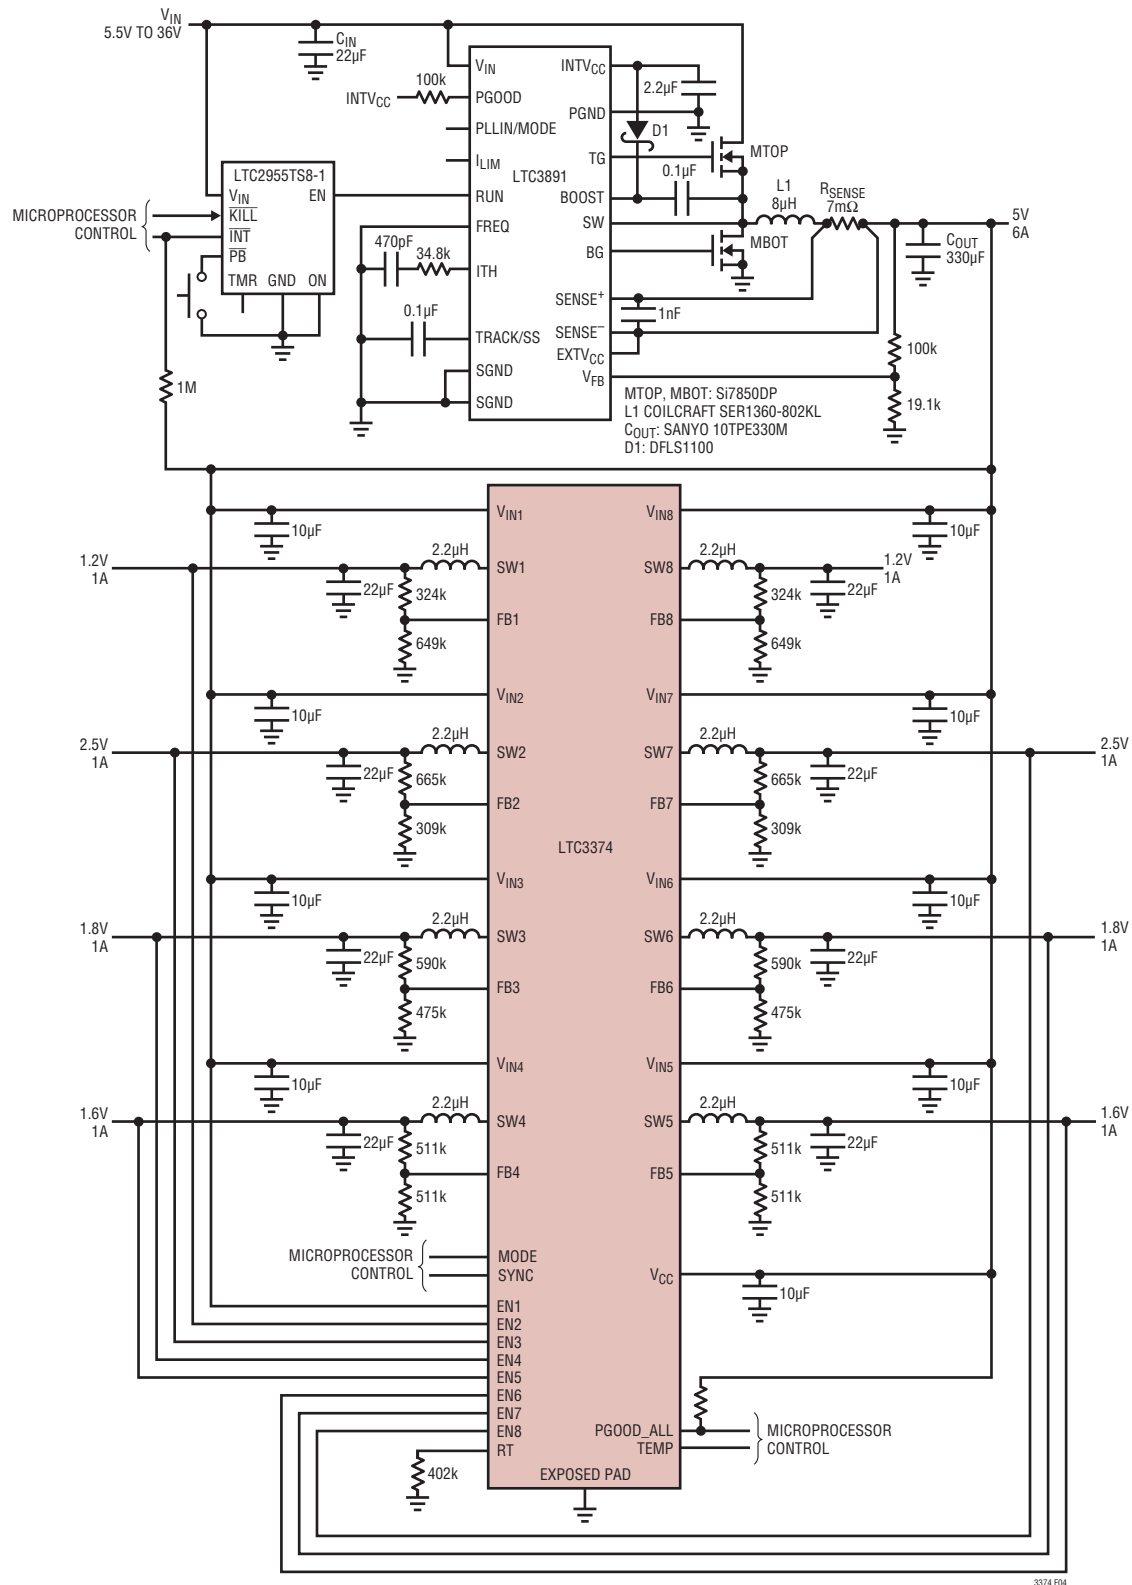 VIN
5.5V TO 36V
CIN
22µF
100k
INTVCC
VIN
PGOOD
PLLIN/MODE
ILIM
RUN
FREQ
ITH
TRACK/SS
SGND
SGND
LTC3891
INTVCC
PGND
TG
BOOST
SW
BG
SENSE+
SENSE–
EXTVCC
VFB
2.2µF
D1
MTOP
0.1µF
L1
8µH
RSENSE
7mΩ
MBOT
1nF
5V
6A
COUT
330µF
100k
19.1k
LTC2955TS8-1
VIN
EN
KILL
INT
PB
TMR
GND
ON
MICROPROCESSOR
CONTROL
470pF
34.8k
0.1µF
1M
MTOP, MBOT: Si7850DP
L1 COILCRAFT SER1360-802KL
COUT: SANYO 10TPE330M
D1: DFLS1100
VIN1
VIN8
10µF
10µF
1.2V
1A
2.2µH
SW1
SW8
2.2µH
1.2V
1A
22µF
324k
324k
22µF
FB1
FB8
649k
649k
VIN2
VIN7
10µF
10µF
2.5V
1A
2.2µH
SW2
SW7
2.2µH
2.5V
1A
22µF
665k
665k
22µF
FB2
FB7
309k
309k
LTC3374
VIN3
VIN6
10µF
10µF
1.8V
1A
2.2µH
SW3
SW6
2.2µH
1.8V
1A
22µF
590k
590k
22µF
FB3
FB6
475k
475k
VIN4
VIN5
10µF
10µF
1.6V
1A
2.2µH
SW4
SW5
2.2µH
1.6V
1A
22µF
511k
511k
22µF
FB4
FB5
511k
511k
MICROPROCESSOR
CONTROL
MODE
SYNC
VCC
10µF
EN1
EN2
EN3
EN4
EN5
EN6
EN7
EN8
RT
402k
PGOOD_ALL
TEMP
MICROPROCESSOR
CONTROL
EXPOSED PAD
3374 F04